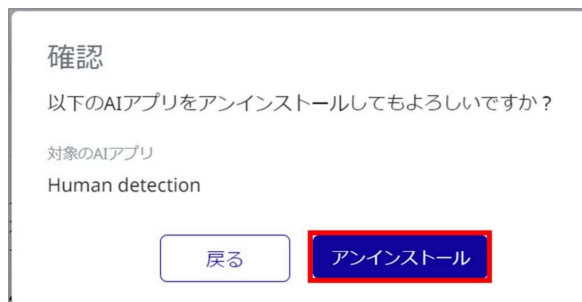 確認
以下のAIアプリをアンインストールしてもよろしいですか？
対象のAIアプリ
Human detection
戻る
アンインストール